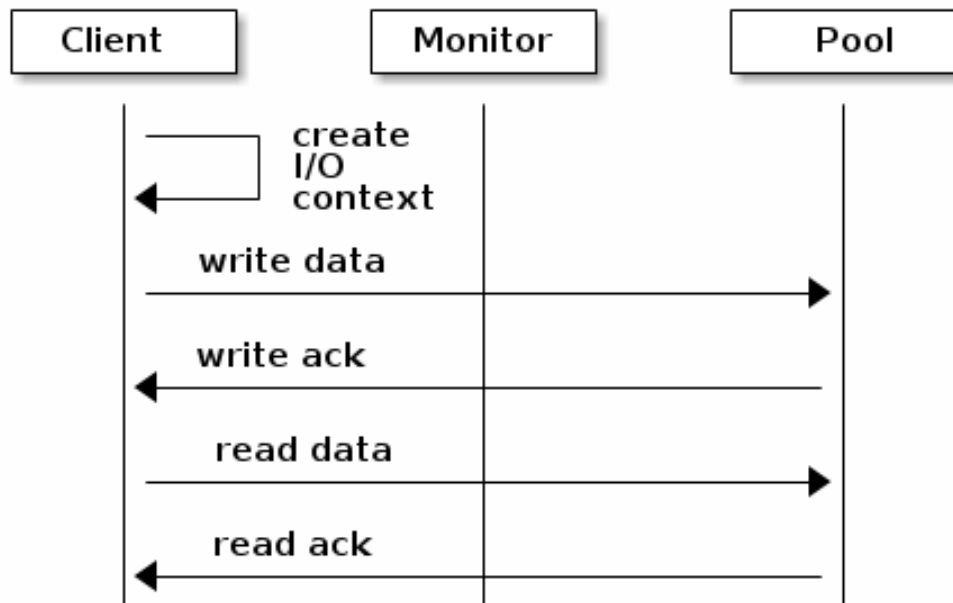 Client
Monitor
Pool
create
I/O
context
write data
write ack
read data
read ack